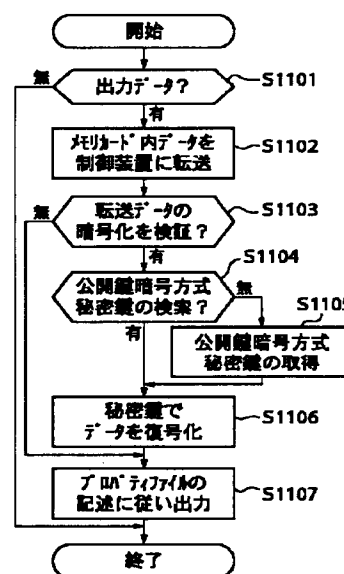 開始
無
出力データ?
S1101
有
メモリカード内データを
制御装置に転送
S1102
無
転送データの
暗号化を検証?
S1103
有
S1104
公開鍵暗号方式
秘密鍵の検索?
無
有
S1105
公開鍵暗号方式
秘密鍵の取得
秘密鍵で
データを復号化
S1106
プロパティファイルの
記述に従い出力
S1107
終了